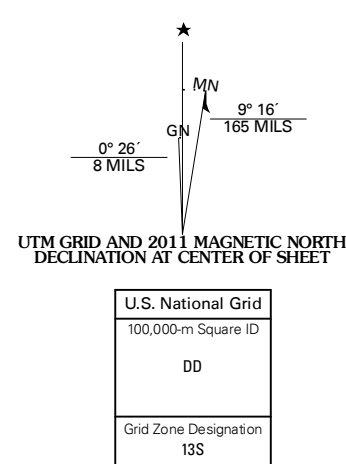 MN
GN
9° 16´
165 MILS
0° 26´
8 MILS
UTM GRID AND 2011 MAGNETIC NORTH
DECLINATION AT CENTER OF SHEET
U.S. National Grid
100,000-m Square ID
DD
Grid Zone Designation
13S